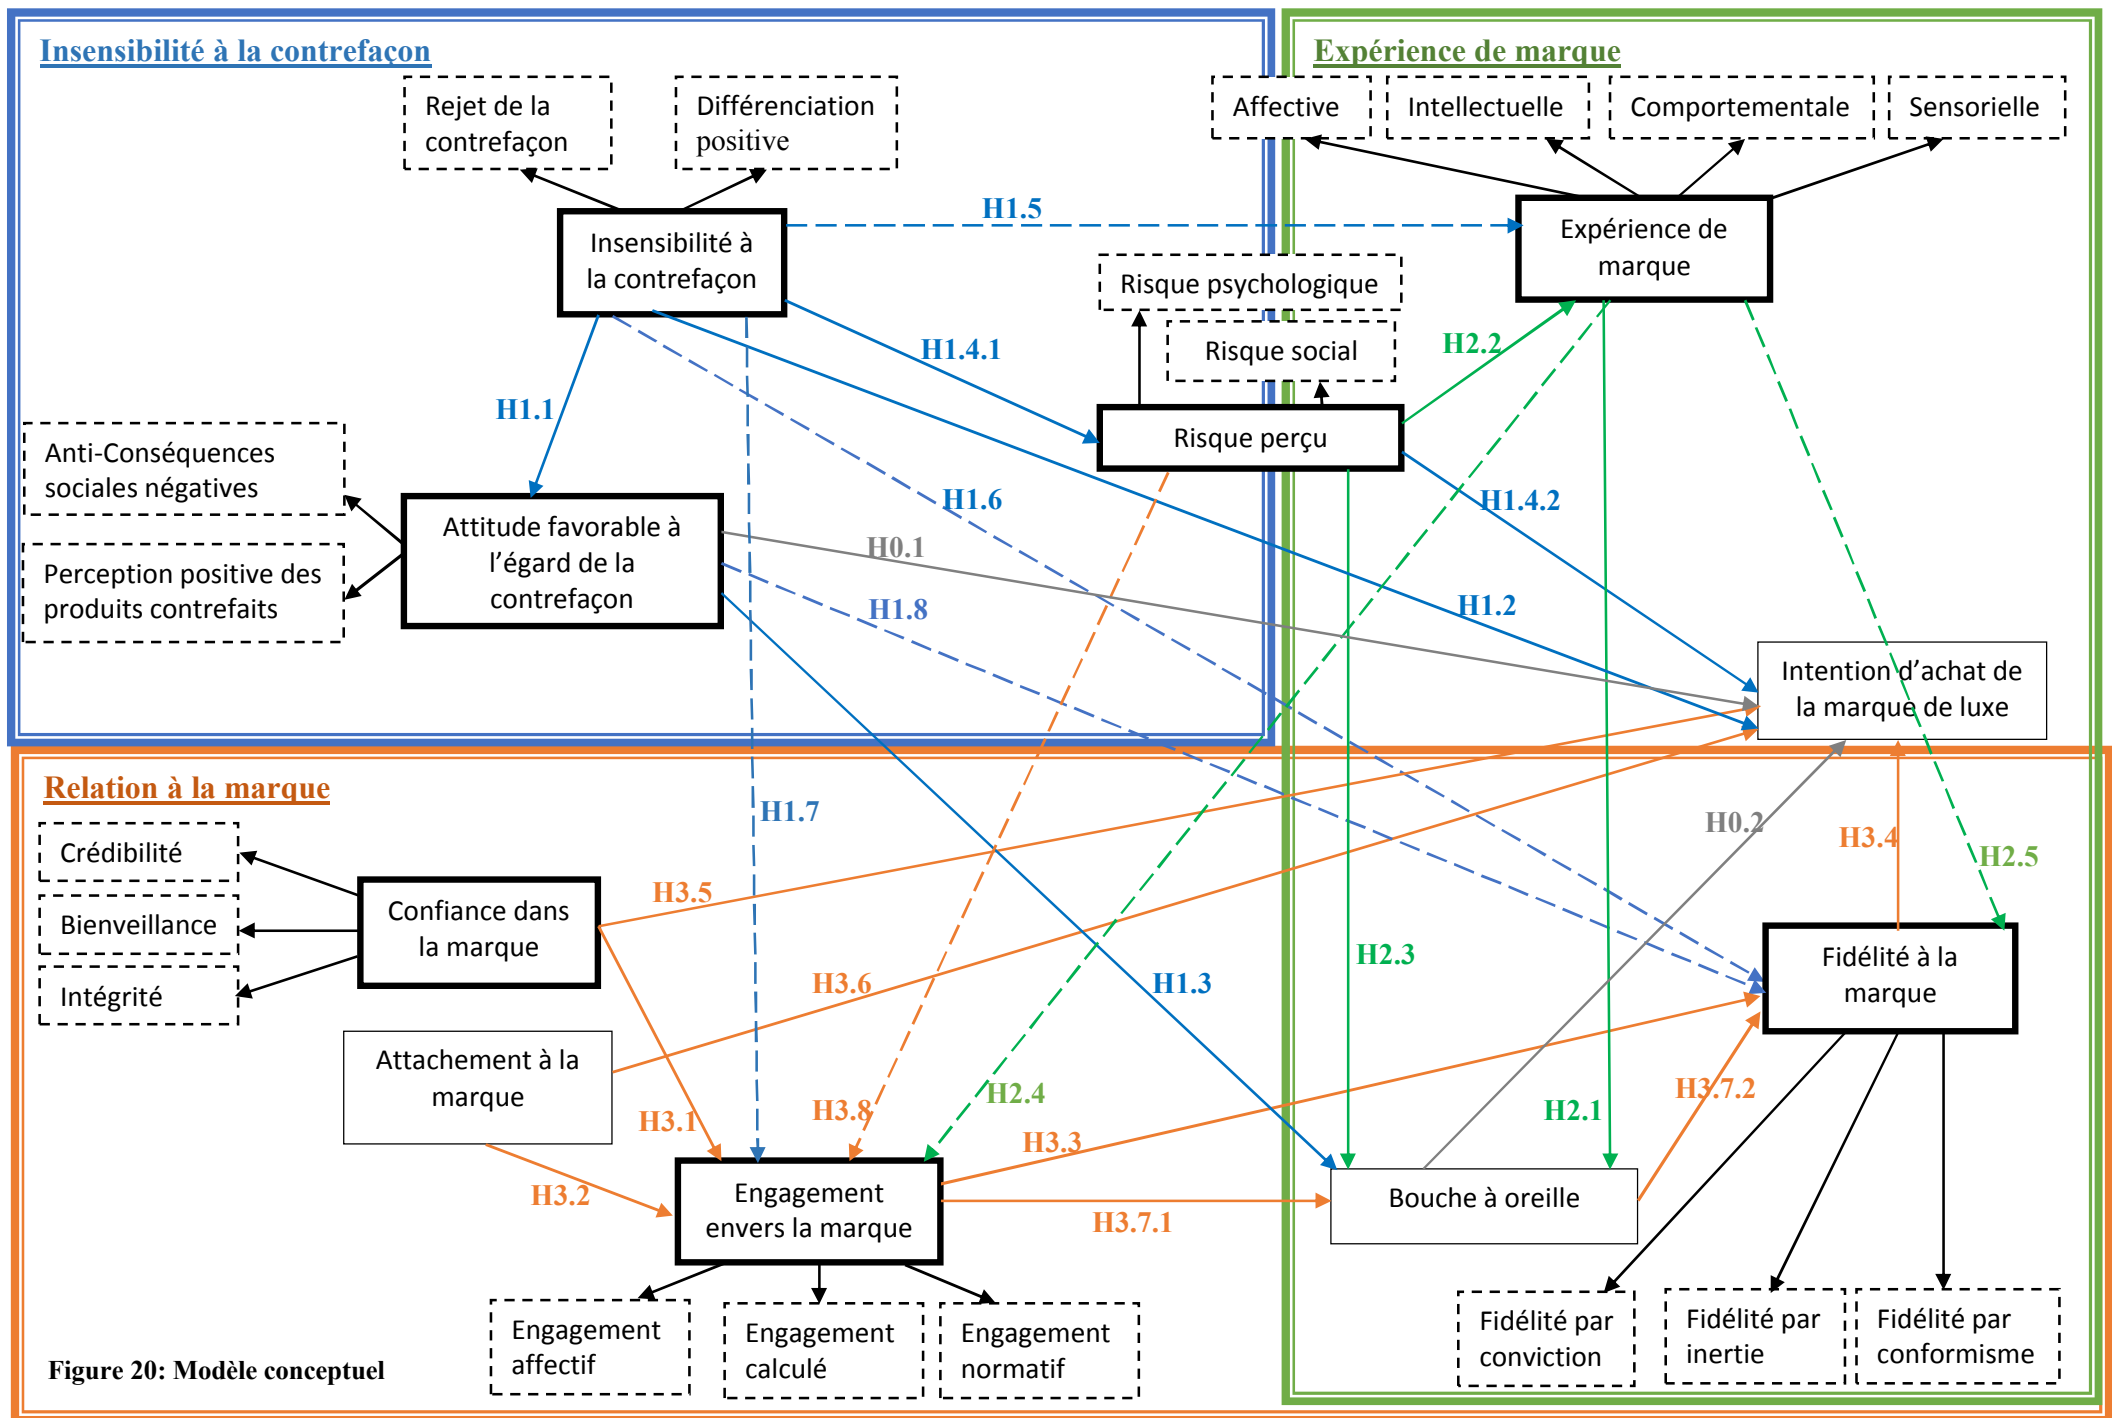 Insensibilité à la contrefaçon
Expérience de marque
Rejet de la
contrefaçon
Différenciation
positive
Affective
Intellectuelle
Comportementale
Sensorielle
H1.5
Insensibilité à
la contrefaçon
Expérience de
marque
Risque psychologique
Risque social
H2.2
H1.4.1
H1.1
Risque perçu
Anti-Conséquences
sociales négatives
H1.6
H1.4.2
Attitude favorable à
l’égard de la
contrefaçon
H0.1
Perception positive des
produits contrefaits
H1.8
H1.2
Intention d’achat de
la marque de luxe
Relation à la marque
H1.7
H0.2
H3.4
H2.5
Crédibilité
Bienveillance
Intégrité
Confiance dans
la marque
H3.5
H3.6
H1.3
H2.3
Fidélité à la
marque
Attachement à la
marque
H3.1
H3.8
H2.4
H3.3
H2.1
H3.7.2
H3.2
Engagement
envers la marque
H3.7.1
Bouche à oreille
Engagement
affectif
Engagement
calculé
Engagement
normatif
Fidélité par
conviction
Fidélité par
inertie
Fidélité par
conformisme
Figure 20: Modèle conceptuel